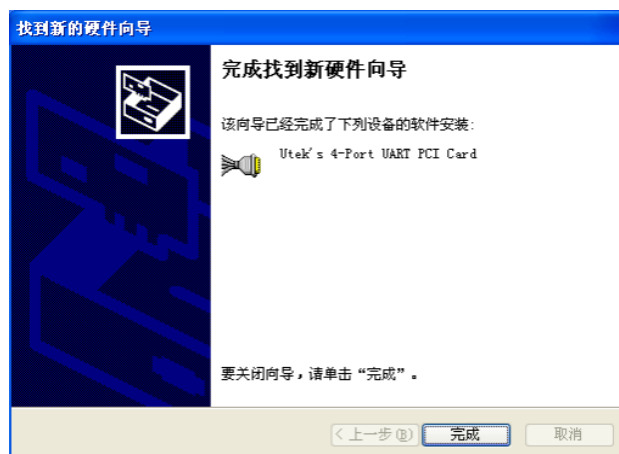 找到新的硬件向导
完成找到新硬件向导
该向导已经完成了下列设备的软件安装:
Utek's 4-Port UART PCI Card
要关闭向导，请单击“完成”。
< 上一步(B) 完成 取消